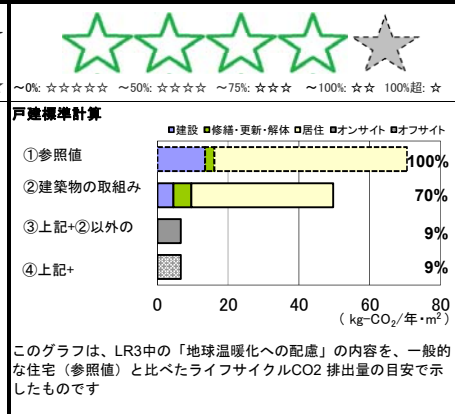 ~0%: ☆☆☆☆☆ ~50%: ☆☆☆☆ ~75%: ☆☆☆ ~100%: ☆☆ 100%超: ☆
戸建標準計算
■建設 ■修繕・更新・解体 □居住 ■オンサイト ■オフサイト
①参照値 100%
②建築物の取組み 70%
③上記+②以外の 9%
④上記+ 9%
0 20 40 60 80
( kg-CO₂/年・m² )
このグラフは、LR3中の「地球温暖化への配慮」の内容を、一般的
な住宅（参照値）と比べたライフサイクルCO2 排出量の目安で示
したものです